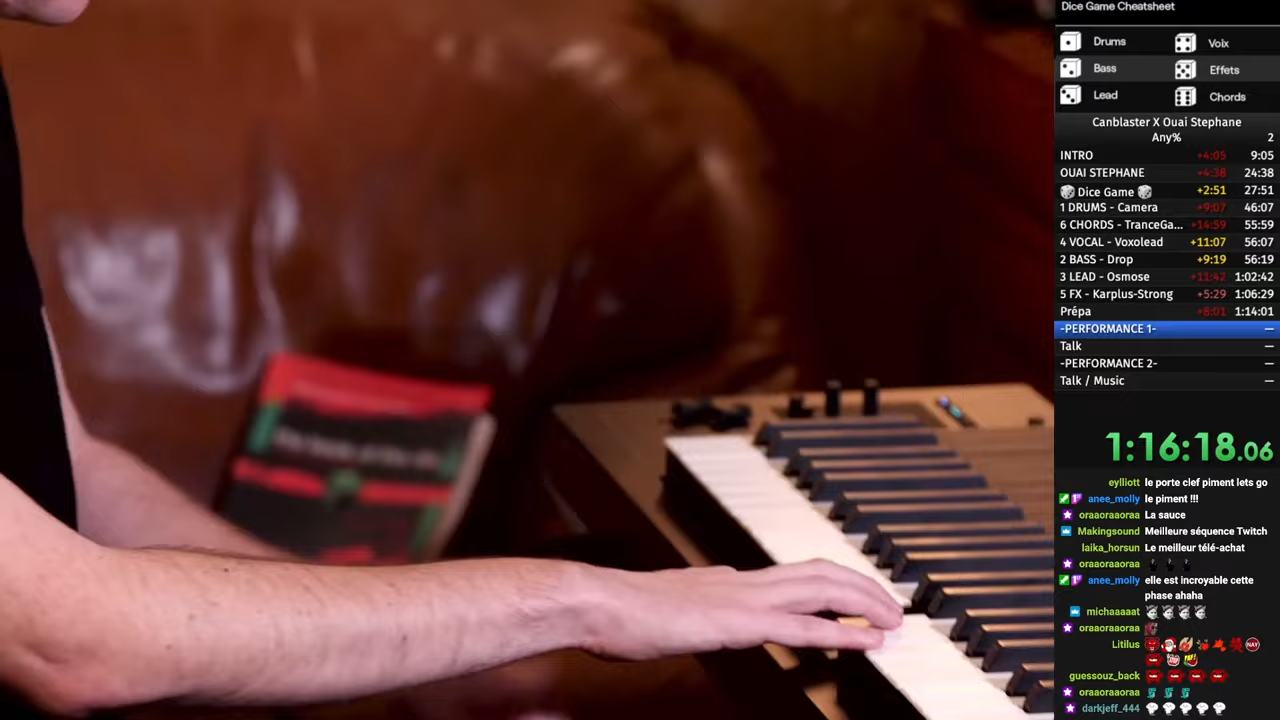 Dice Game Cheatsheet
Drums
Voix
Bass
Effets
Lead
Chords
Canblaster X Ouai Stephane
Any% 2
INTRO +4:05 9:05
OUAI STEPHANE +4:38 24:38
Dice Game +2:51 27:51
1 DRUMS - Camera +9:07 46:07
6 CHORDS - TranceGa... +14:59 55:59
4 VOCAL - Voxolead +11:07 56:07
2 BASS - Drop +9:19 56:19
3 LEAD - Osmose +11:42 1:02:42
5 FX - Karplus-Strong +5:29 1:06:29
Prépa +8:01 1:14:01
-PERFORMANCE 1- —
Talk —
-PERFORMANCE 2- —
Talk / Music —
1:16:18.06
eylliott le porte clef piment lets go
anee_molly le piment !!!
oraoraoraoraa La sauce
Makingsound Meilleure séquence Twitch
laika_horsun Le meilleur télé-achat
oraoraoraoraa
anee_molly elle est incroyable cette
phase ahaha
michaaaaat
oraoraoraoraa
Litilus
guessouz_back
oraoraoraoraa
darkjeff_444